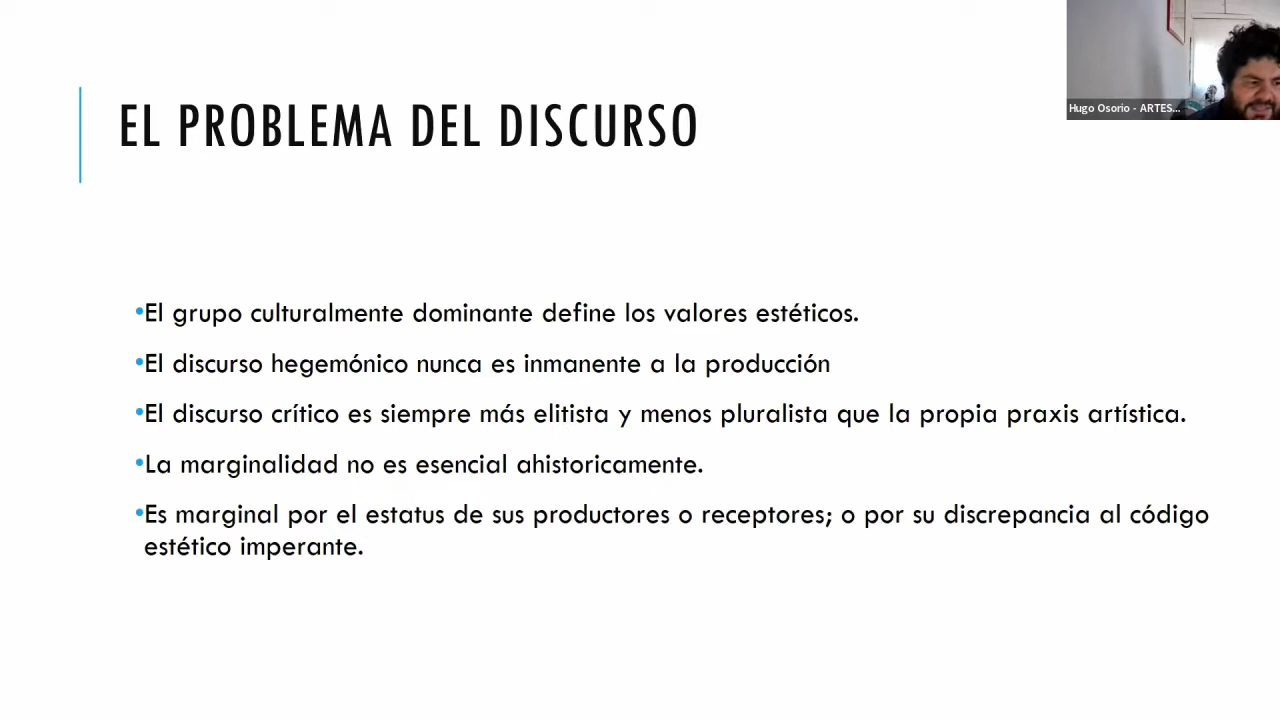 EL PROBLEMA DEL DISCURSO
Hugo Osorio - ARTES...
•El grupo culturalmente dominante define los valores estéticos.
•El discurso hegemónico nunca es inmanente a la producción
•El discurso crítico es siempre más elitista y menos pluralista que la propia praxis artística.
•La marginalidad no es esencial ahistoricamente.
•Es marginal por el estatus de sus productores o receptores; o por su discrepancia al código
estético imperante.